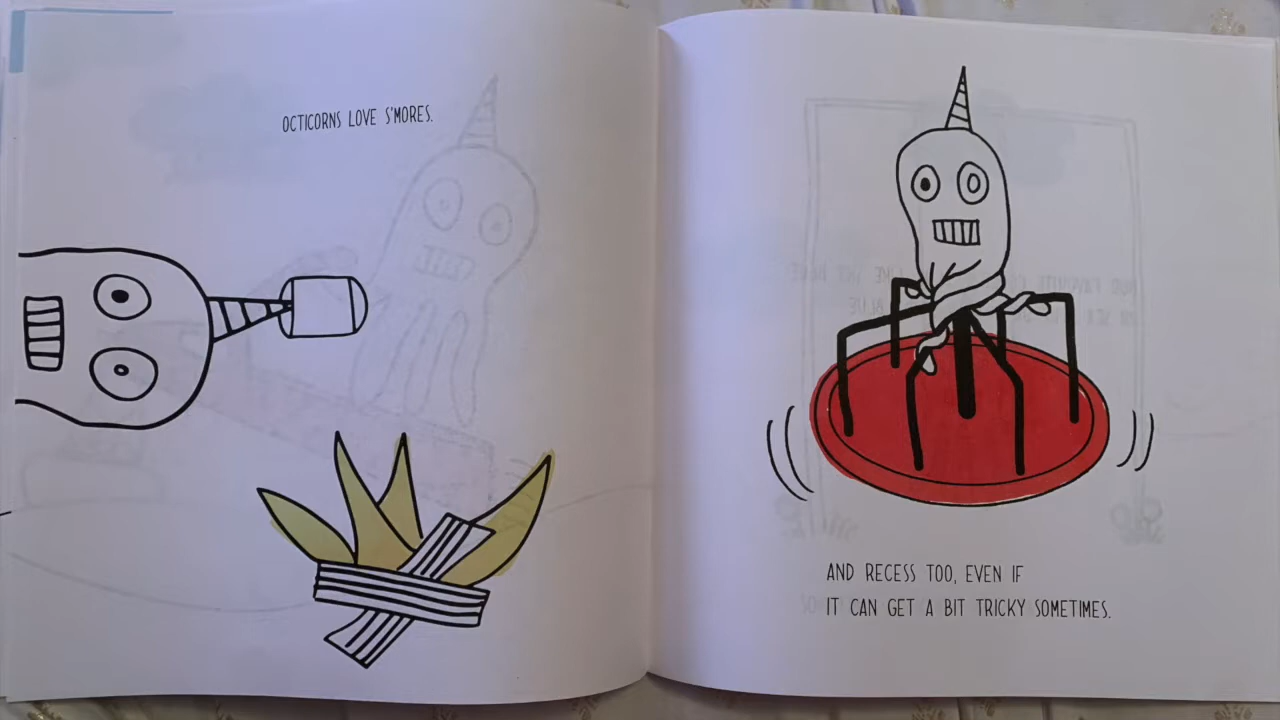 OCTICORNS LOVE S'MORES.
AND RECESS TOO, EVEN IF
IT CAN GET A BIT TRICKY SOMETIMES.